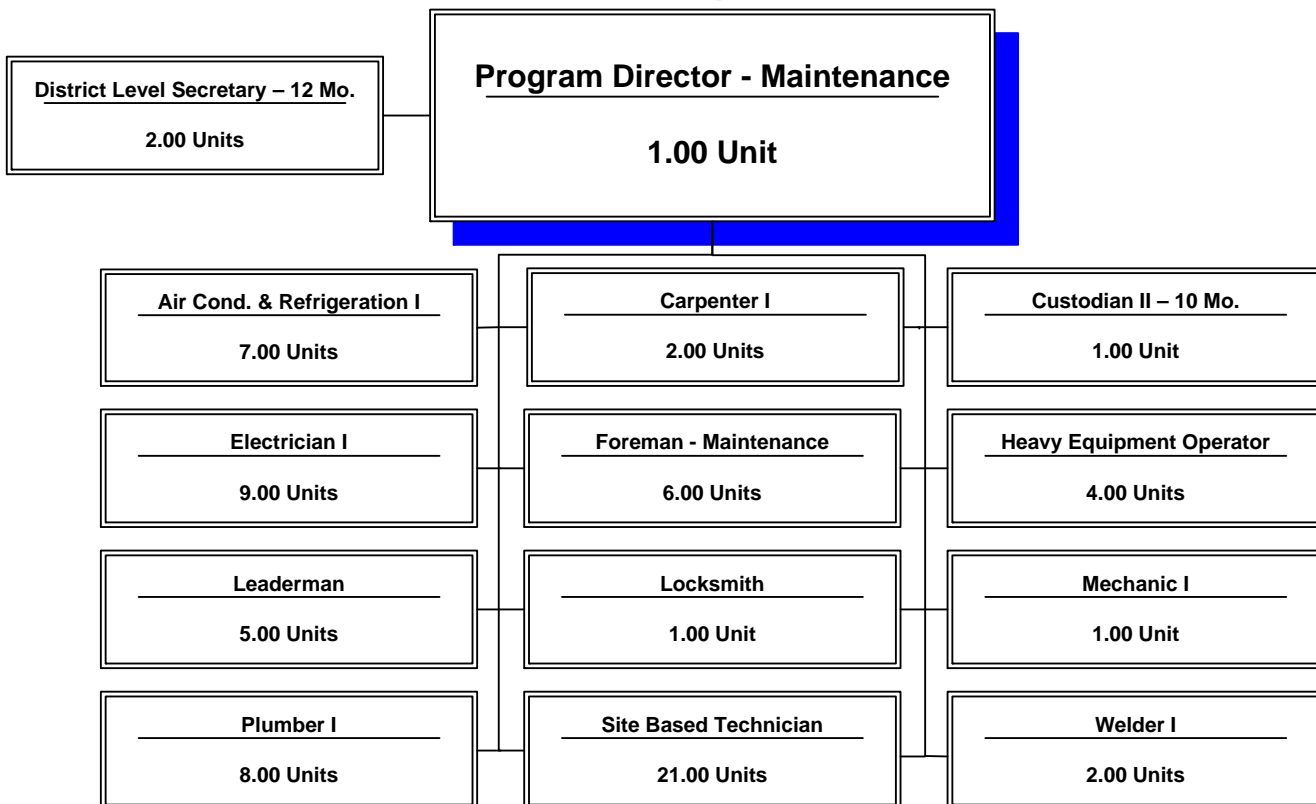 Program Director - Maintenance
1.00 Unit
District Level Secretary – 12 Mo.
2.00 Units
Air Cond. & Refrigeration I
7.00 Units
Carpenter I
2.00 Units
Custodian II – 10 Mo.
1.00 Unit
Electrician I
9.00 Units
Foreman - Maintenance
6.00 Units
Heavy Equipment Operator
4.00 Units
Leaderman
5.00 Units
Locksmith
1.00 Unit
Mechanic I
1.00 Unit
Plumber I
8.00 Units
Site Based Technician
21.00 Units
Welder I
2.00 Units